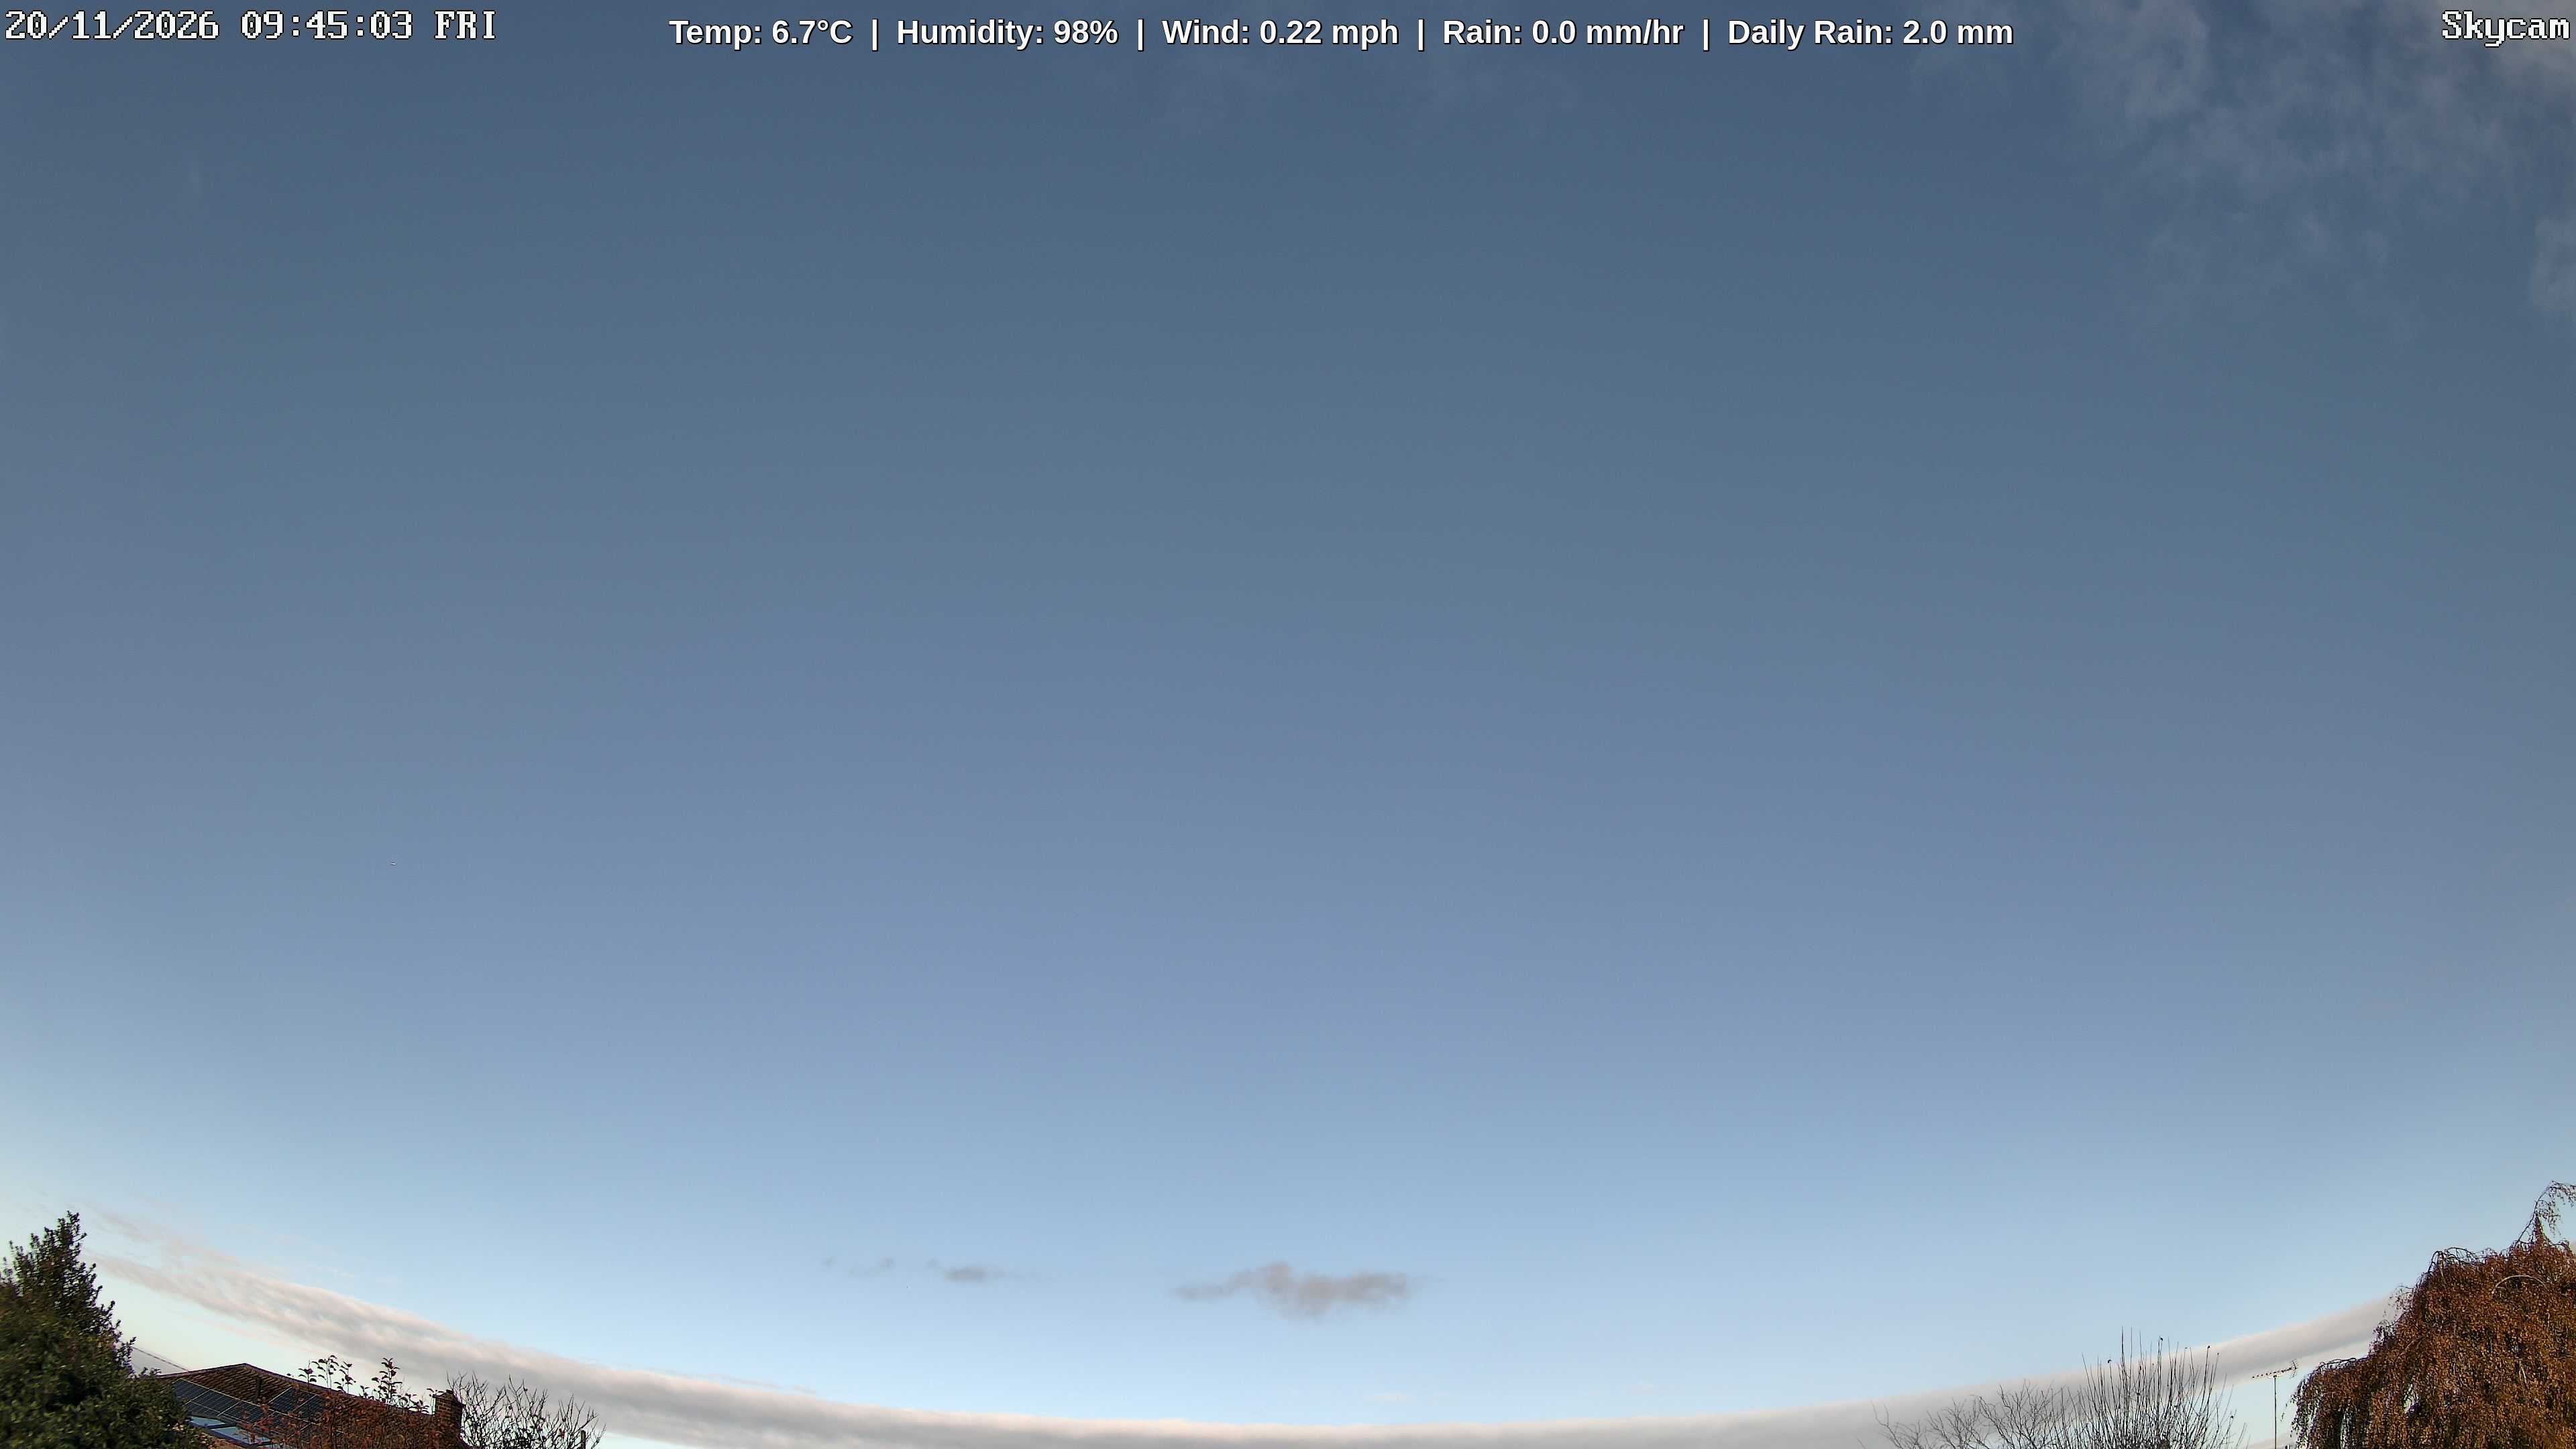 20/11/2026 09:45:03 FRI
Temp: 6.7°C | Humidity: 98% | Wind: 0.22 mph | Rain: 0.0 mm/hr | Daily Rain: 2.0 mm
Skycam